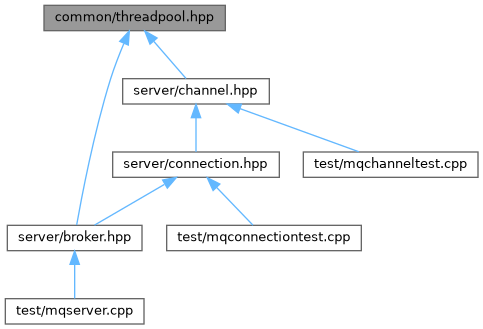 common/threadpool.hpp
server/channel.hpp
server/connection.hpp
test/mqchanneltest.cpp
server/broker.hpp
test/mqconnectiontest.cpp
test/mqserver.cpp